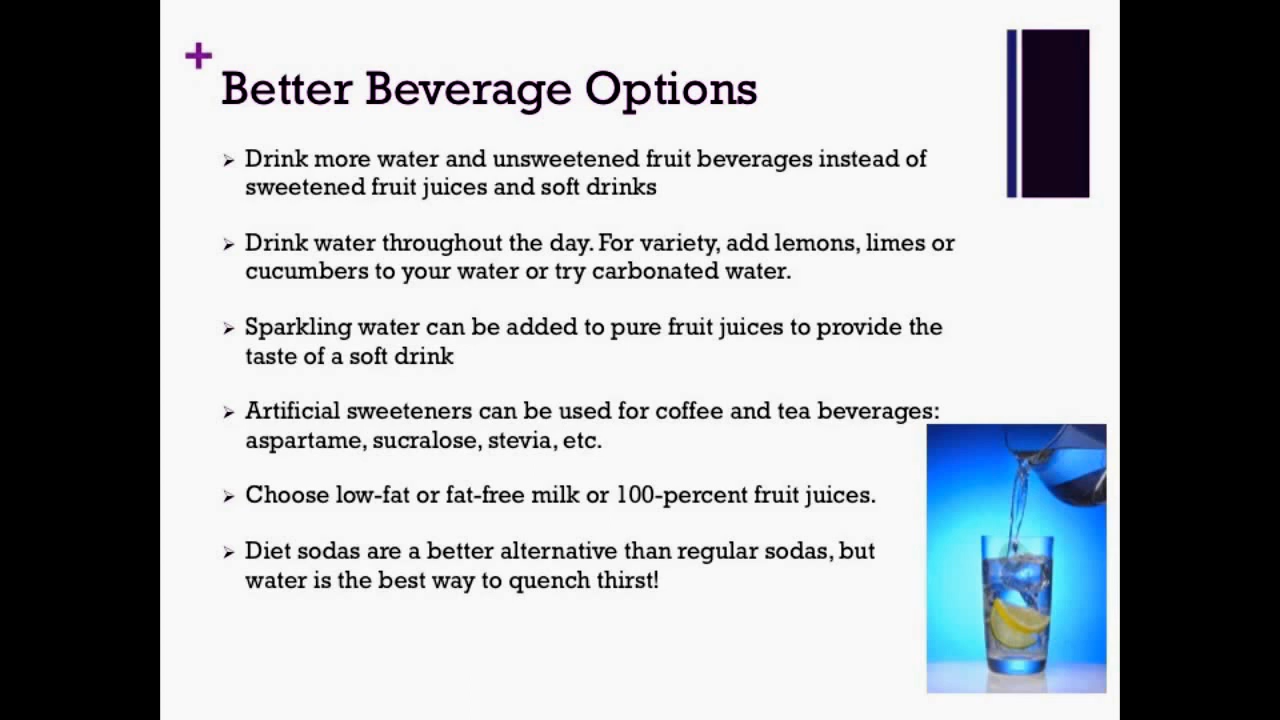 +
Better Beverage Options
➢ Drink more water and unsweetened fruit beverages instead of
sweetened fruit juices and soft drinks
➢ Drink water throughout the day. For variety, add lemons, limes or
cucumbers to your water or try carbonated water.
➢ Sparkling water can be added to pure fruit juices to provide the
taste of a soft drink
➢ Artificial sweeteners can be used for coffee and tea beverages:
aspartame, sucralose, stevia, etc.
➢ Choose low-fat or fat-free milk or 100-percent fruit juices.
➢ Diet sodas are a better alternative than regular sodas, but
water is the best way to quench thirst!